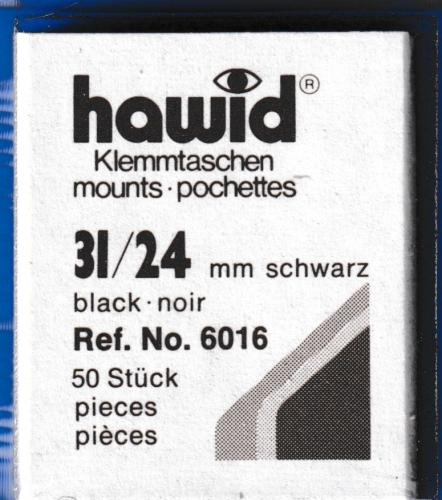 hawid®
Klemmtaschen
mounts·pochettes
31/24 mm schwarz
black·noir
Ref. No. 6016
50 Stück
pieces
pièces